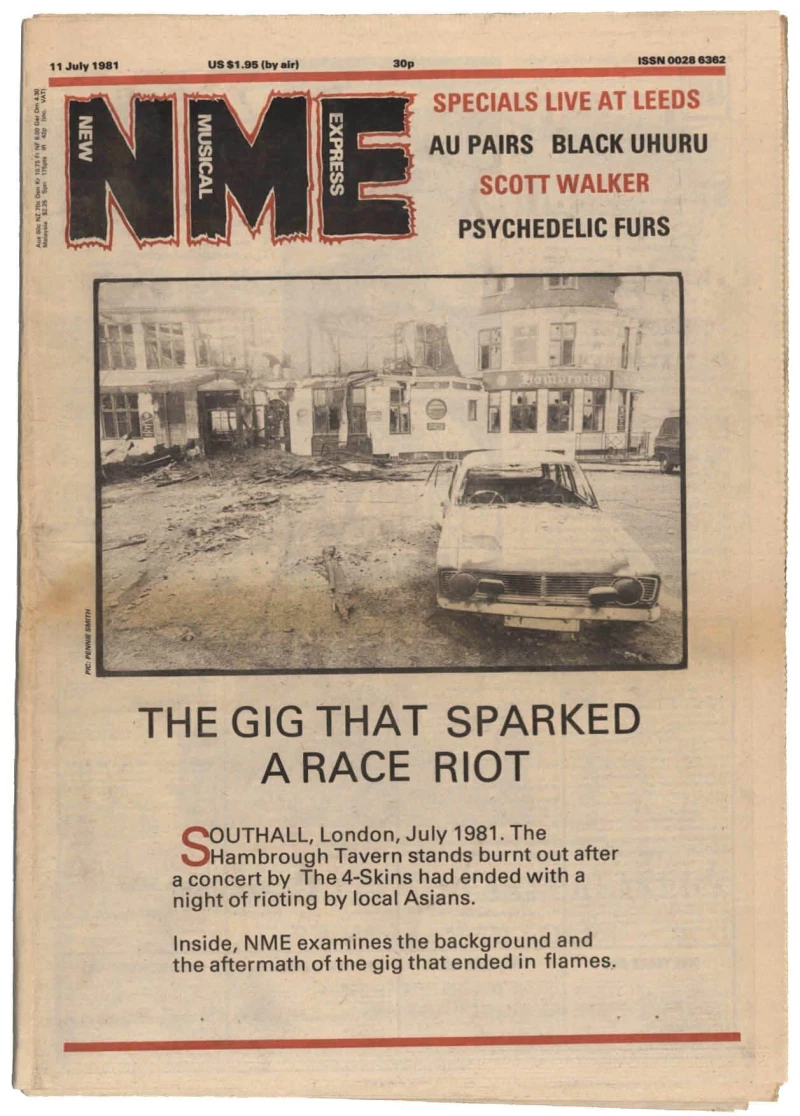 11 July 1981 US $1.95 (by air) 30p ISSN 0028 6362
NEW MUSICAL EXPRESS
NME
SPECIALS LIVE AT LEEDS
AU PAIRS BLACK UHURU
SCOTT WALKER
PSYCHEDELIC FURS
Hambrough
PIC: PENNIE SMITH
THE GIG THAT SPARKED
A RACE RIOT
SOUTHALL, London, July 1981. The
Hambrough Tavern stands burnt out after
a concert by The 4-Skins had ended with a
night of rioting by local Asians.
Inside, NME examines the background and
the aftermath of the gig that ended in flames.